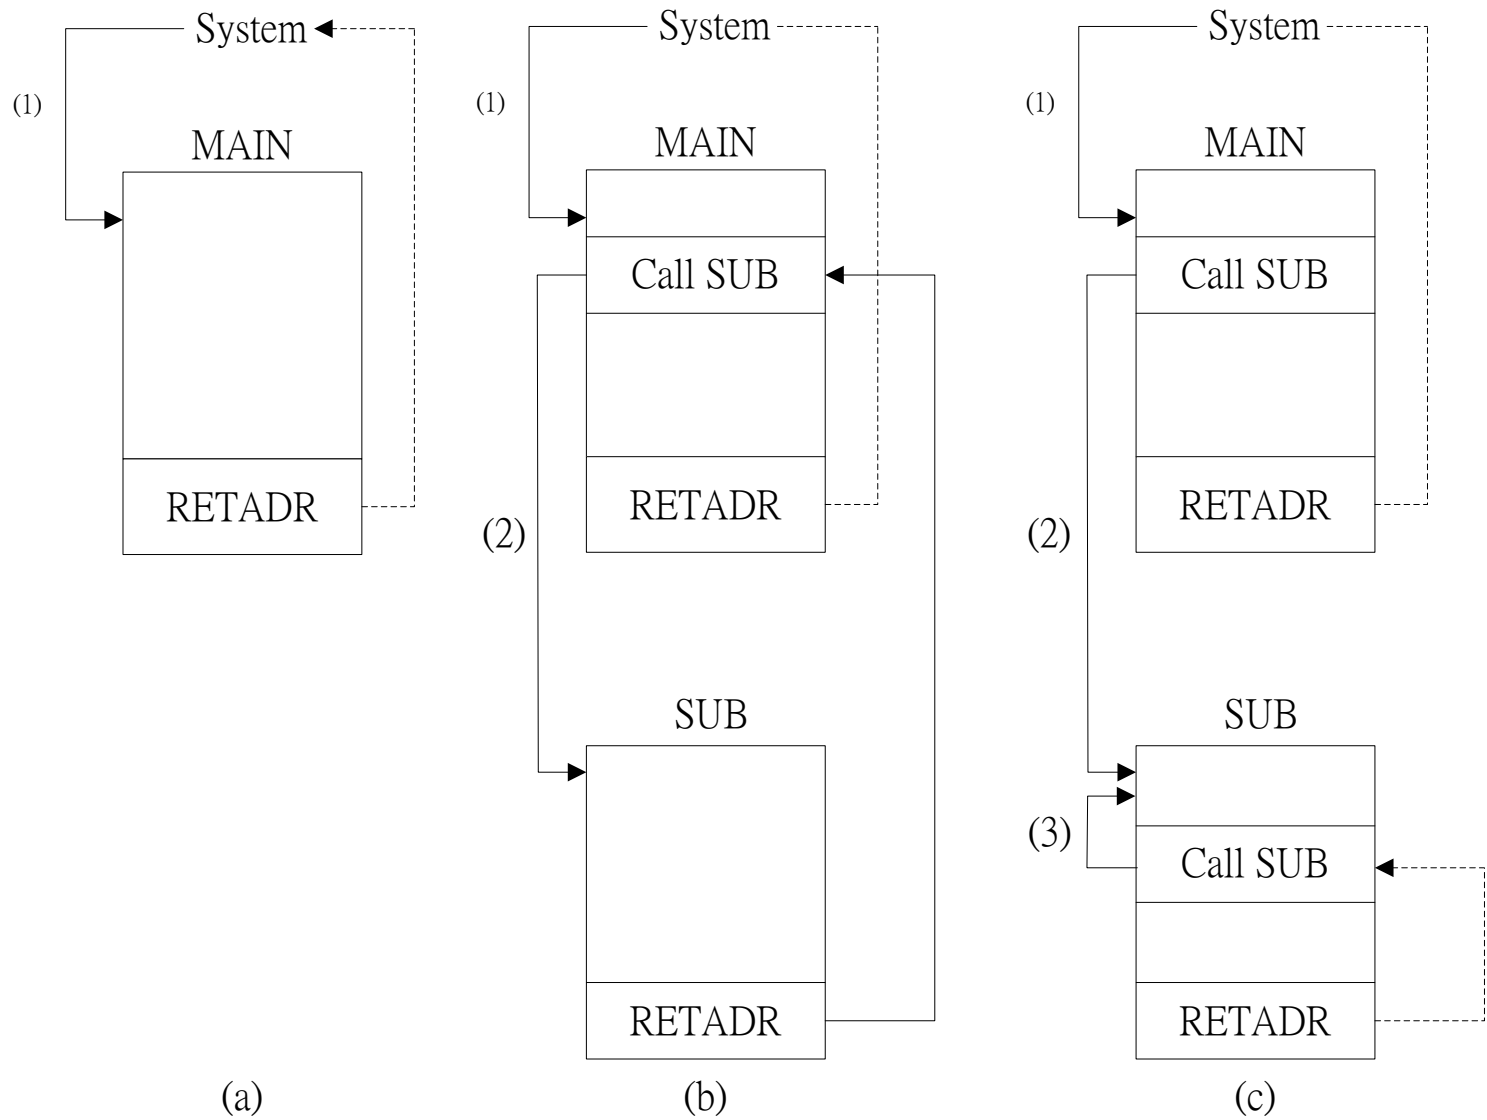 System
(1)
MAIN
RETADR
(a)
System
(1)
MAIN
Call SUB
RETADR
(2)
SUB
RETADR
(b)
System
(1)
MAIN
Call SUB
RETADR
(2)
SUB
(3)
Call SUB
RETADR
(c)